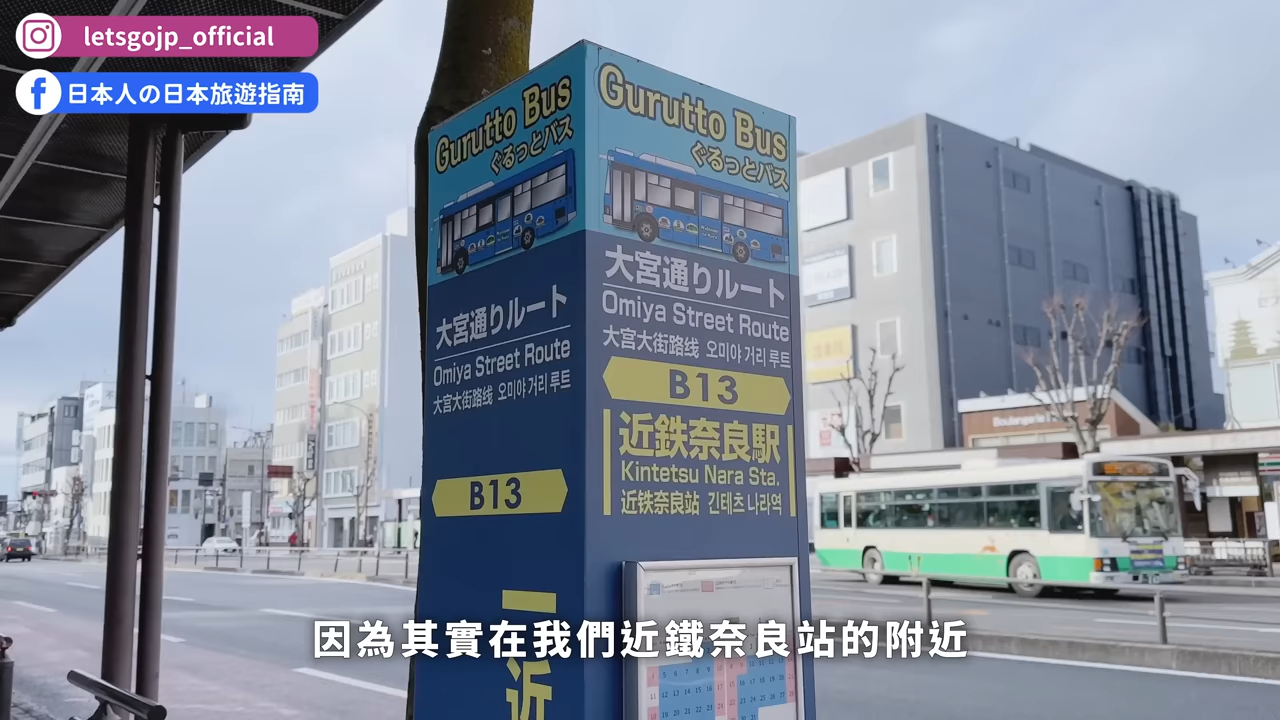 letsgojp_official
日本人の日本旅遊指南
Gurutto Bus
ぐるっとバス
大宮通りルート
Omiya Street Route
大宮大街路线 오미야 거리 루트
B13
近
Gurutto Bus
ぐるっとバス
大宮通りルート
Omiya Street Route
大宮大街路线 오미야 거리 루트
B13
近鉄奈良駅
Kintetsu Nara Sta.
近铁奈良站 긴테츠 나라역
因為其實在我們近鐵奈良站的附近